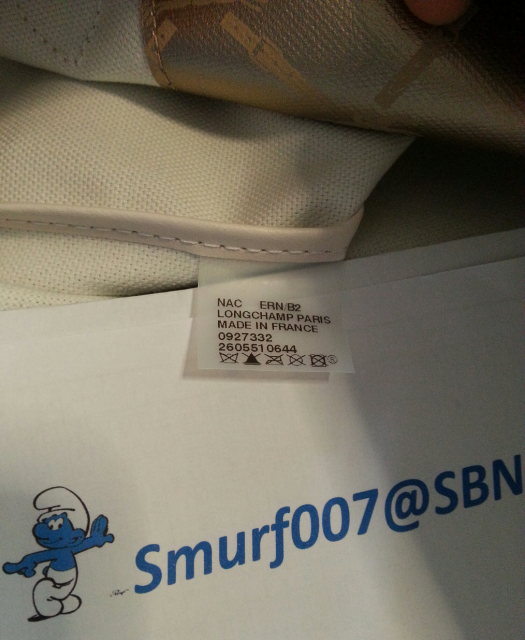 NAC ERN/B2
LONGCHAMP PARIS
MADE IN FRANCE
0927332
2605510644
Smurf007@SBN